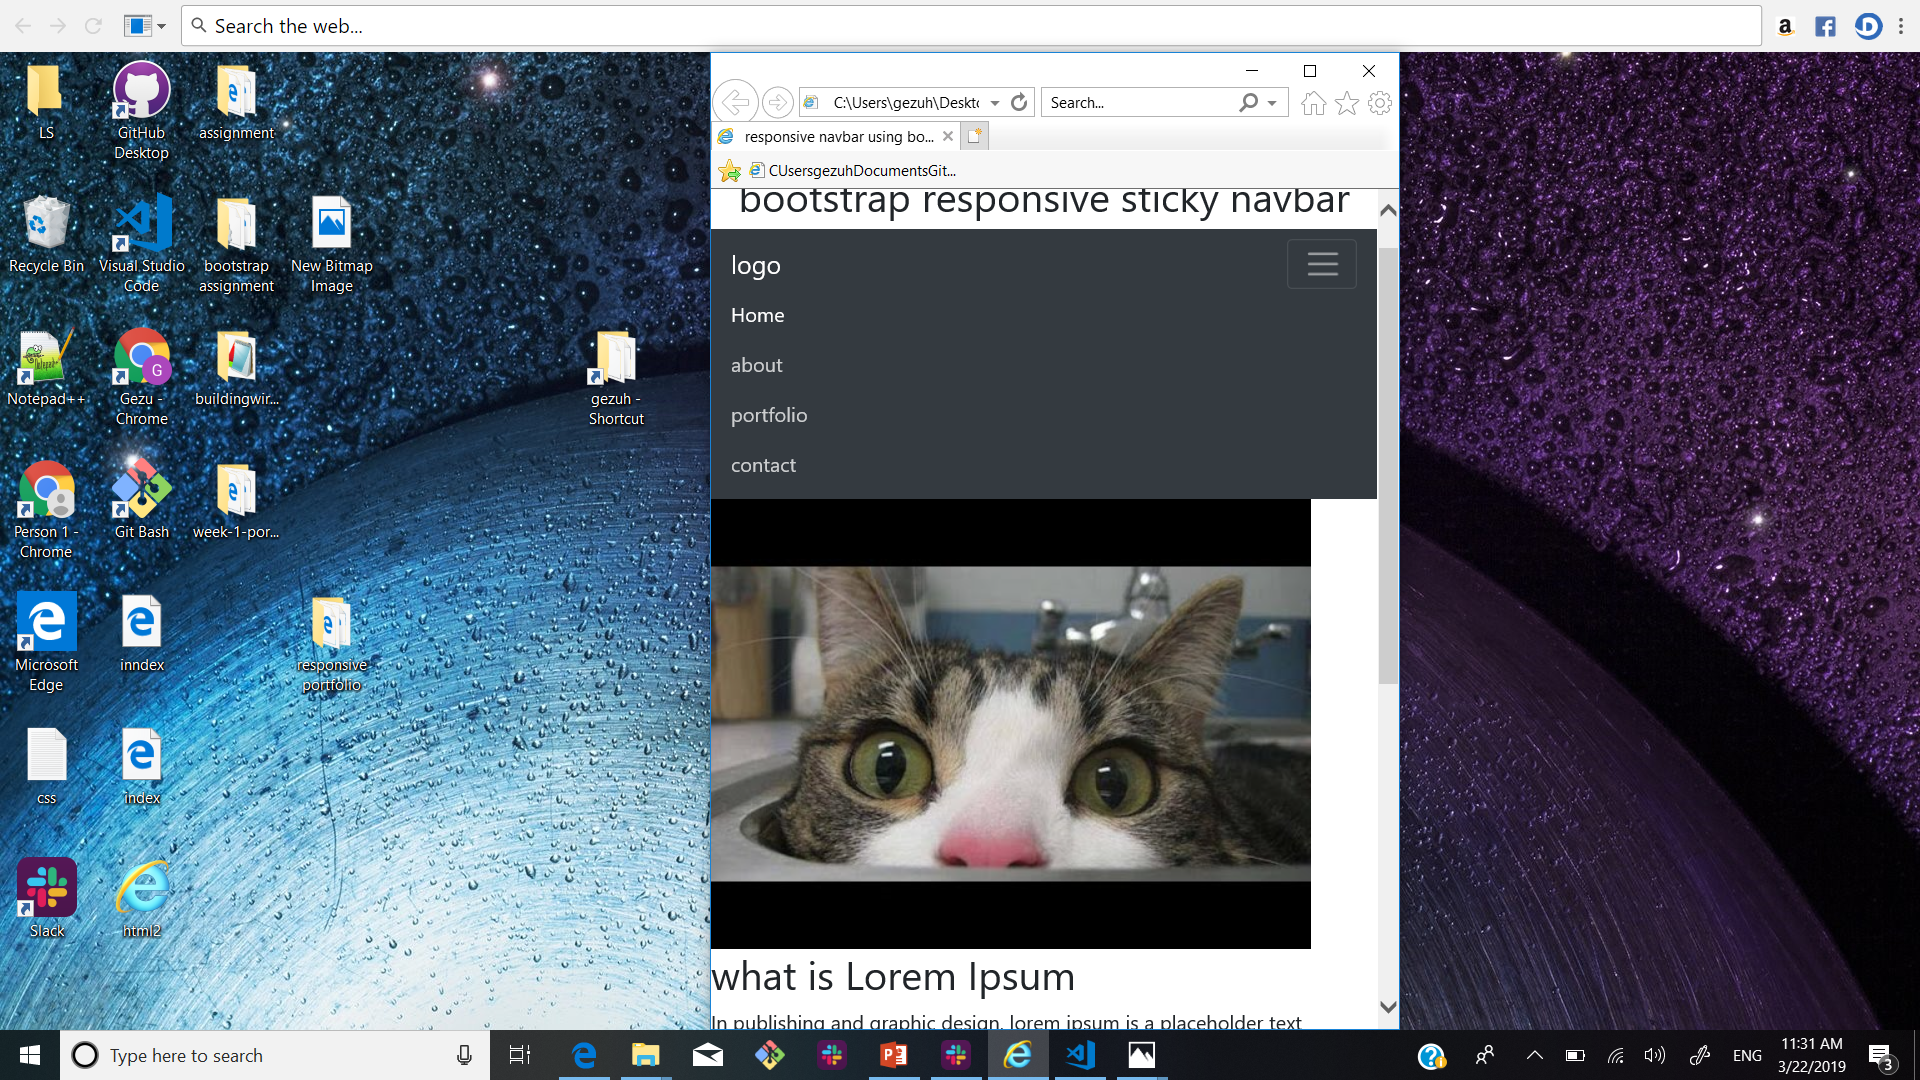 Search the web...
LS
GitHub
Desktop
assignment
Recycle Bin
Visual Studio
Code
bootstrap
assignment
New Bitmap
Image
Notepad++
Gezu -
Chrome
buildingwir...
gezuh -
Shortcut
Person 1 -
Chrome
Git Bash
week-1-por...
Microsoft
Edge
inndex
responsive
portfolio
css
index
Slack
html2
C:\Users\gezuh\Deskto
Search...
responsive navbar using bo...
CUsersgezuhDocumentsGit...
bootstrap responsive sticky navbar
logo
Home
about
portfolio
contact
what is Lorem Ipsum
In publishing and graphic design, lorem ipsum is a placeholder text
Type here to search
ENG
11:31 AM
3/22/2019
3